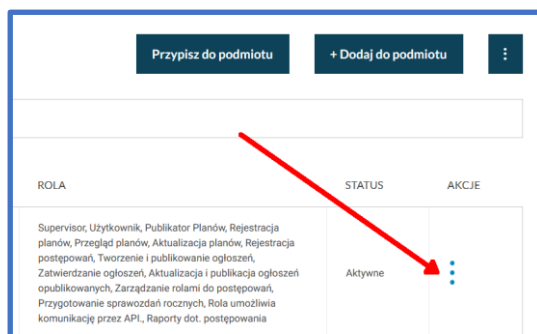 Przypisz do podmiotu
+ Dodaj do podmiotu
ROLA
STATUS
AKCJE
Supervisor, Użytkownik, Publikator Planów, Rejestracja
planów, Przegląd planów, Aktualizacja planów, Rejestracja
postępowań, Tworzenie i publikowanie ogłoszeń,
Zatwierdzanie ogłoszeń, Aktualizacja i publikacja ogłoszeń
opublikowanych, Zarządzanie rolami do postępowań,
Przygotowanie sprawozdań rocznych, Rola umożliwia
komunikację przez API., Raporty dot. postępowania
Aktywne